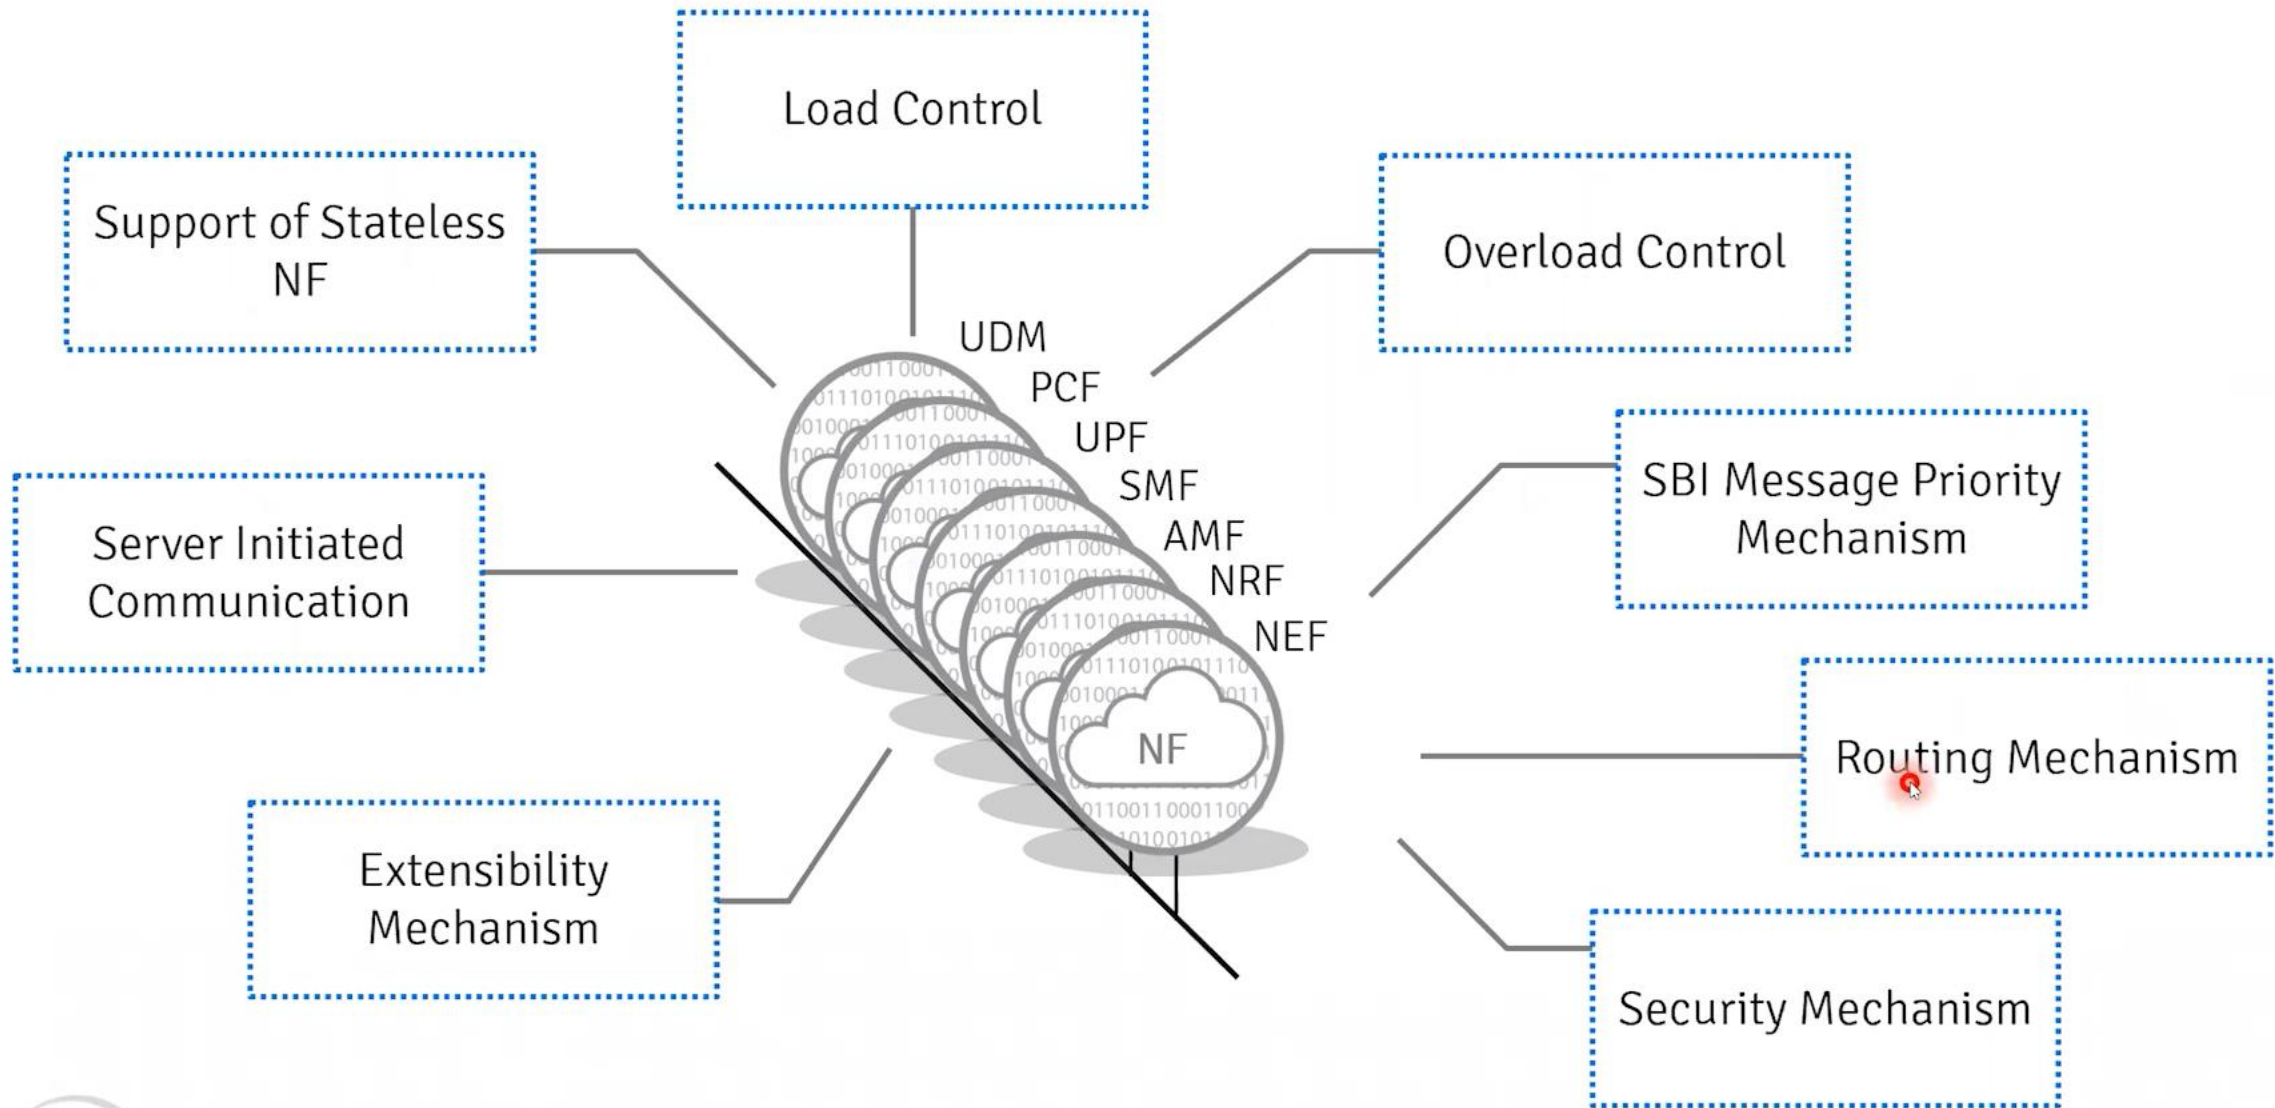 Load Control
Support of Stateless
NF
Overload Control
UDM
PCF
UPF
SMF
AMF
NRF
NEF
SBI Message Priority
Mechanism
Server Initiated
Communication
NF
Routing Mechanism
Extensibility
Mechanism
Security Mechanism